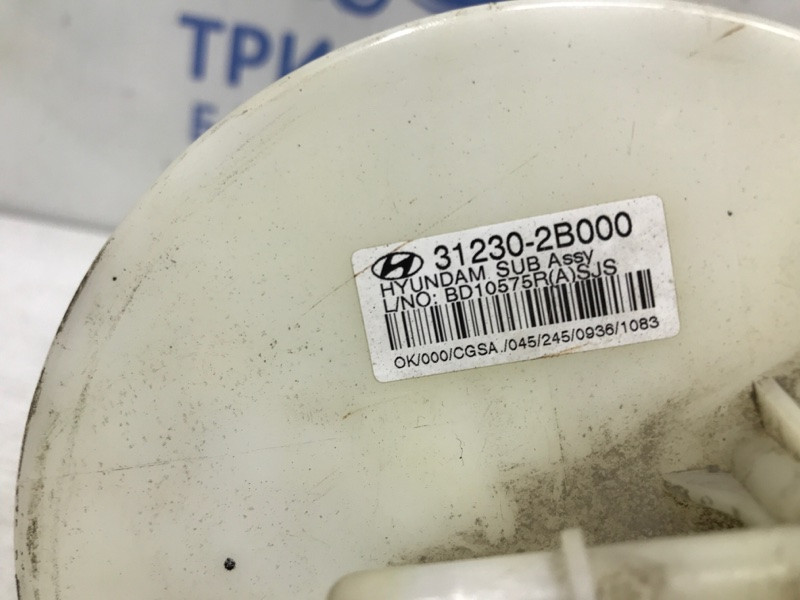 ТРИ
31230-2B000
HYUNDAM SUB Assy
L/NO: BD10575R(A)SJS
OK/000/CGSA./045/245/0936/1083